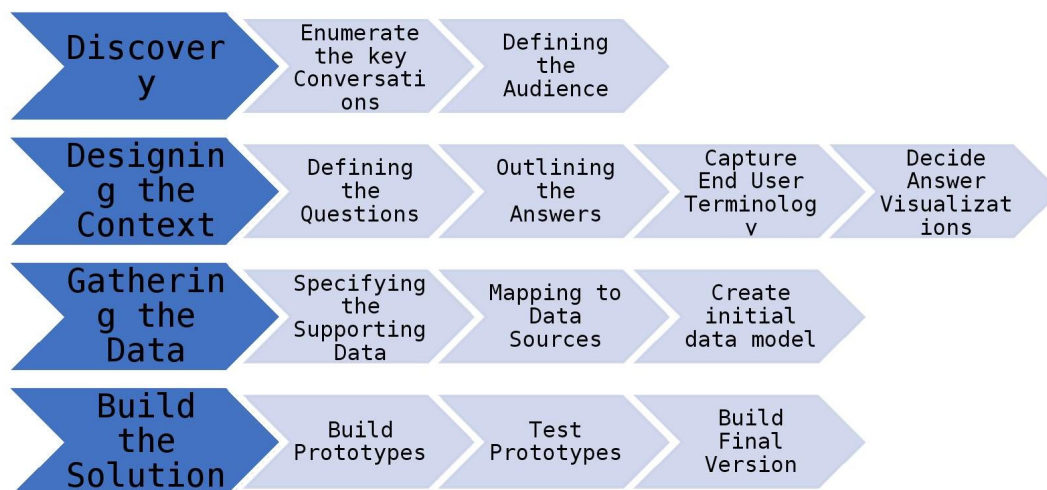 Discover
y
Enumerate
the key
Conversati
ons
Defining
the
Audience
Designin
g the
Context
Defining
the
Questions
Outlining
the
Answers
Capture
End User
Terminolog
y
Decide
Answer
Visualizat
ions
Gatherin
g the
Data
Specifying
the
Supporting
Data
Mapping to
Data
Sources
Create
initial
data model
Build
the
Solution
Build
Prototypes
Test
Prototypes
Build
Final
Version